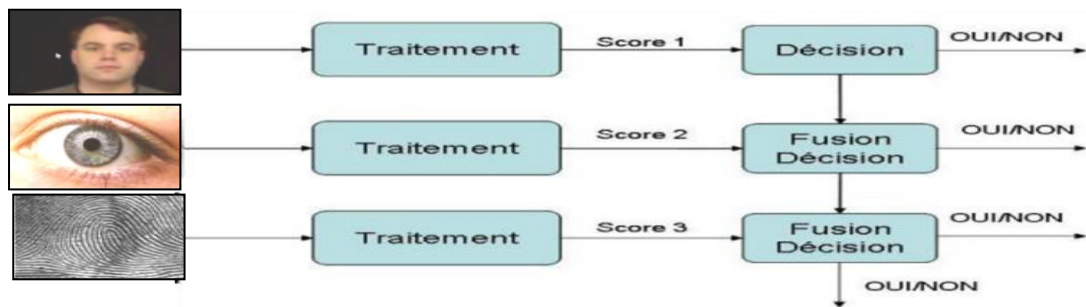 Traitement Score 1 Décision OUI/NON
Traitement Score 2 Fusion Décision OUI/NON
Traitement Score 3 Fusion Décision OUI/NON
OUI/NON